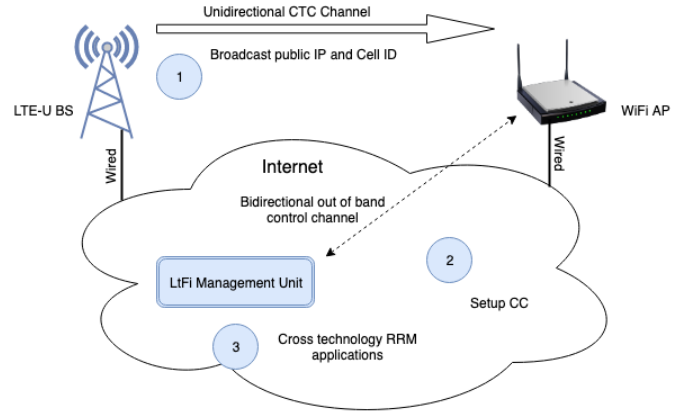 Unidirectional CTC Channel
Broadcast public IP and Cell ID
1
LTE-U BS
WiFi AP
Wired
Wired
Internet
Bidirectional out of band
control channel
2
LtFi Management Unit
Setup CC
3
Cross technology RRM
applications